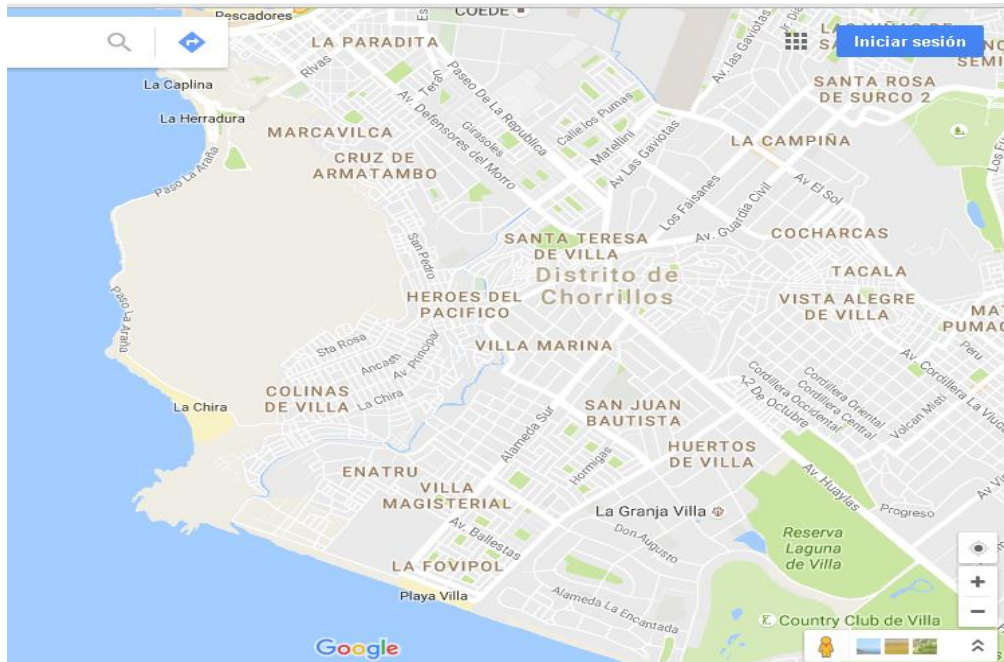 Pescadores
COEDE
Iniciar sesión
LA PARADITA
Rivas
La Caplina
La Herradura
MARCAVILCA
CRUZ DE
ARMATAMBO
Paseo De La Republica
Av. Defensores del Morro
Girasoles
Calle los Pumas
Matellini
Av Las Gaviotas
Av. las Gaviotas
SANTA ROSA
DE SURCO 2
LA CAMPIÑA
Los Faisanes
Av. Guardia Civil
Av El Sol
Paso La Araña
San Pedro
SANTA TERESA
DE VILLA
COCHARCAS
Distrito de
Chorrillos
TACALA
HEROES DEL
PACIFICO
VISTA ALEGRE
DE VILLA
Paso La Araña
Sta Rosa
Ancash
Av. Principal
VILLA MARINA
Peru
Av. Cordillera La Viuda
Cordillera Oriental
Cordillera Central
Cordillera Occidental
12 De Octubre
Volcan Misti
COLINAS
DE VILLA
La Chira
La Chira
SAN JUAN
BAUTISTA
Alameda Sur
HUERTOS
DE VILLA
ENATRU
Hormigas
VILLA
MAGISTERIAL
Av. Huaylas
La Granja Villa
Progreso
Av. Ballestas
Don Augusto
Reserva
Laguna
de Villa
LA FOVIPOL
Playa Villa
Alameda La Encantada
Country Club de Villa
Google